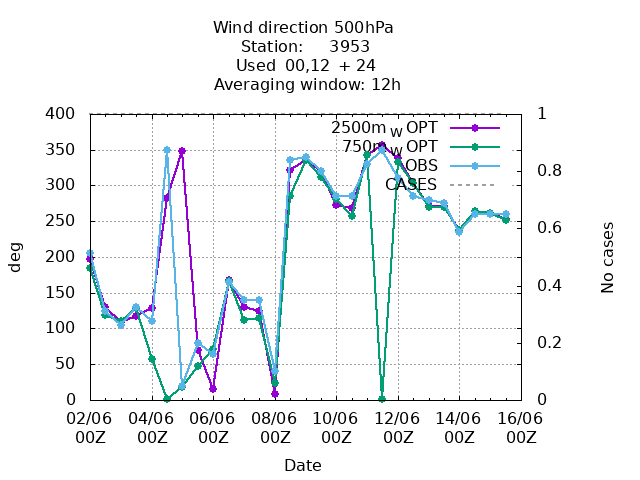 Wind direction 500hPa
Station: 3953
Used 00,12 + 24
Averaging window: 12h
400 1
2500m w OPT
350 750m w OPT
OBS 0.8
300 CASES
250 0.6
200
150 0.4
100 0.2
50
0 0
deg
No cases
02/06 04/06 06/06 08/06 10/06 12/06 14/06 16/06
00Z 00Z 00Z 00Z 00Z 00Z 00Z 00Z
Date